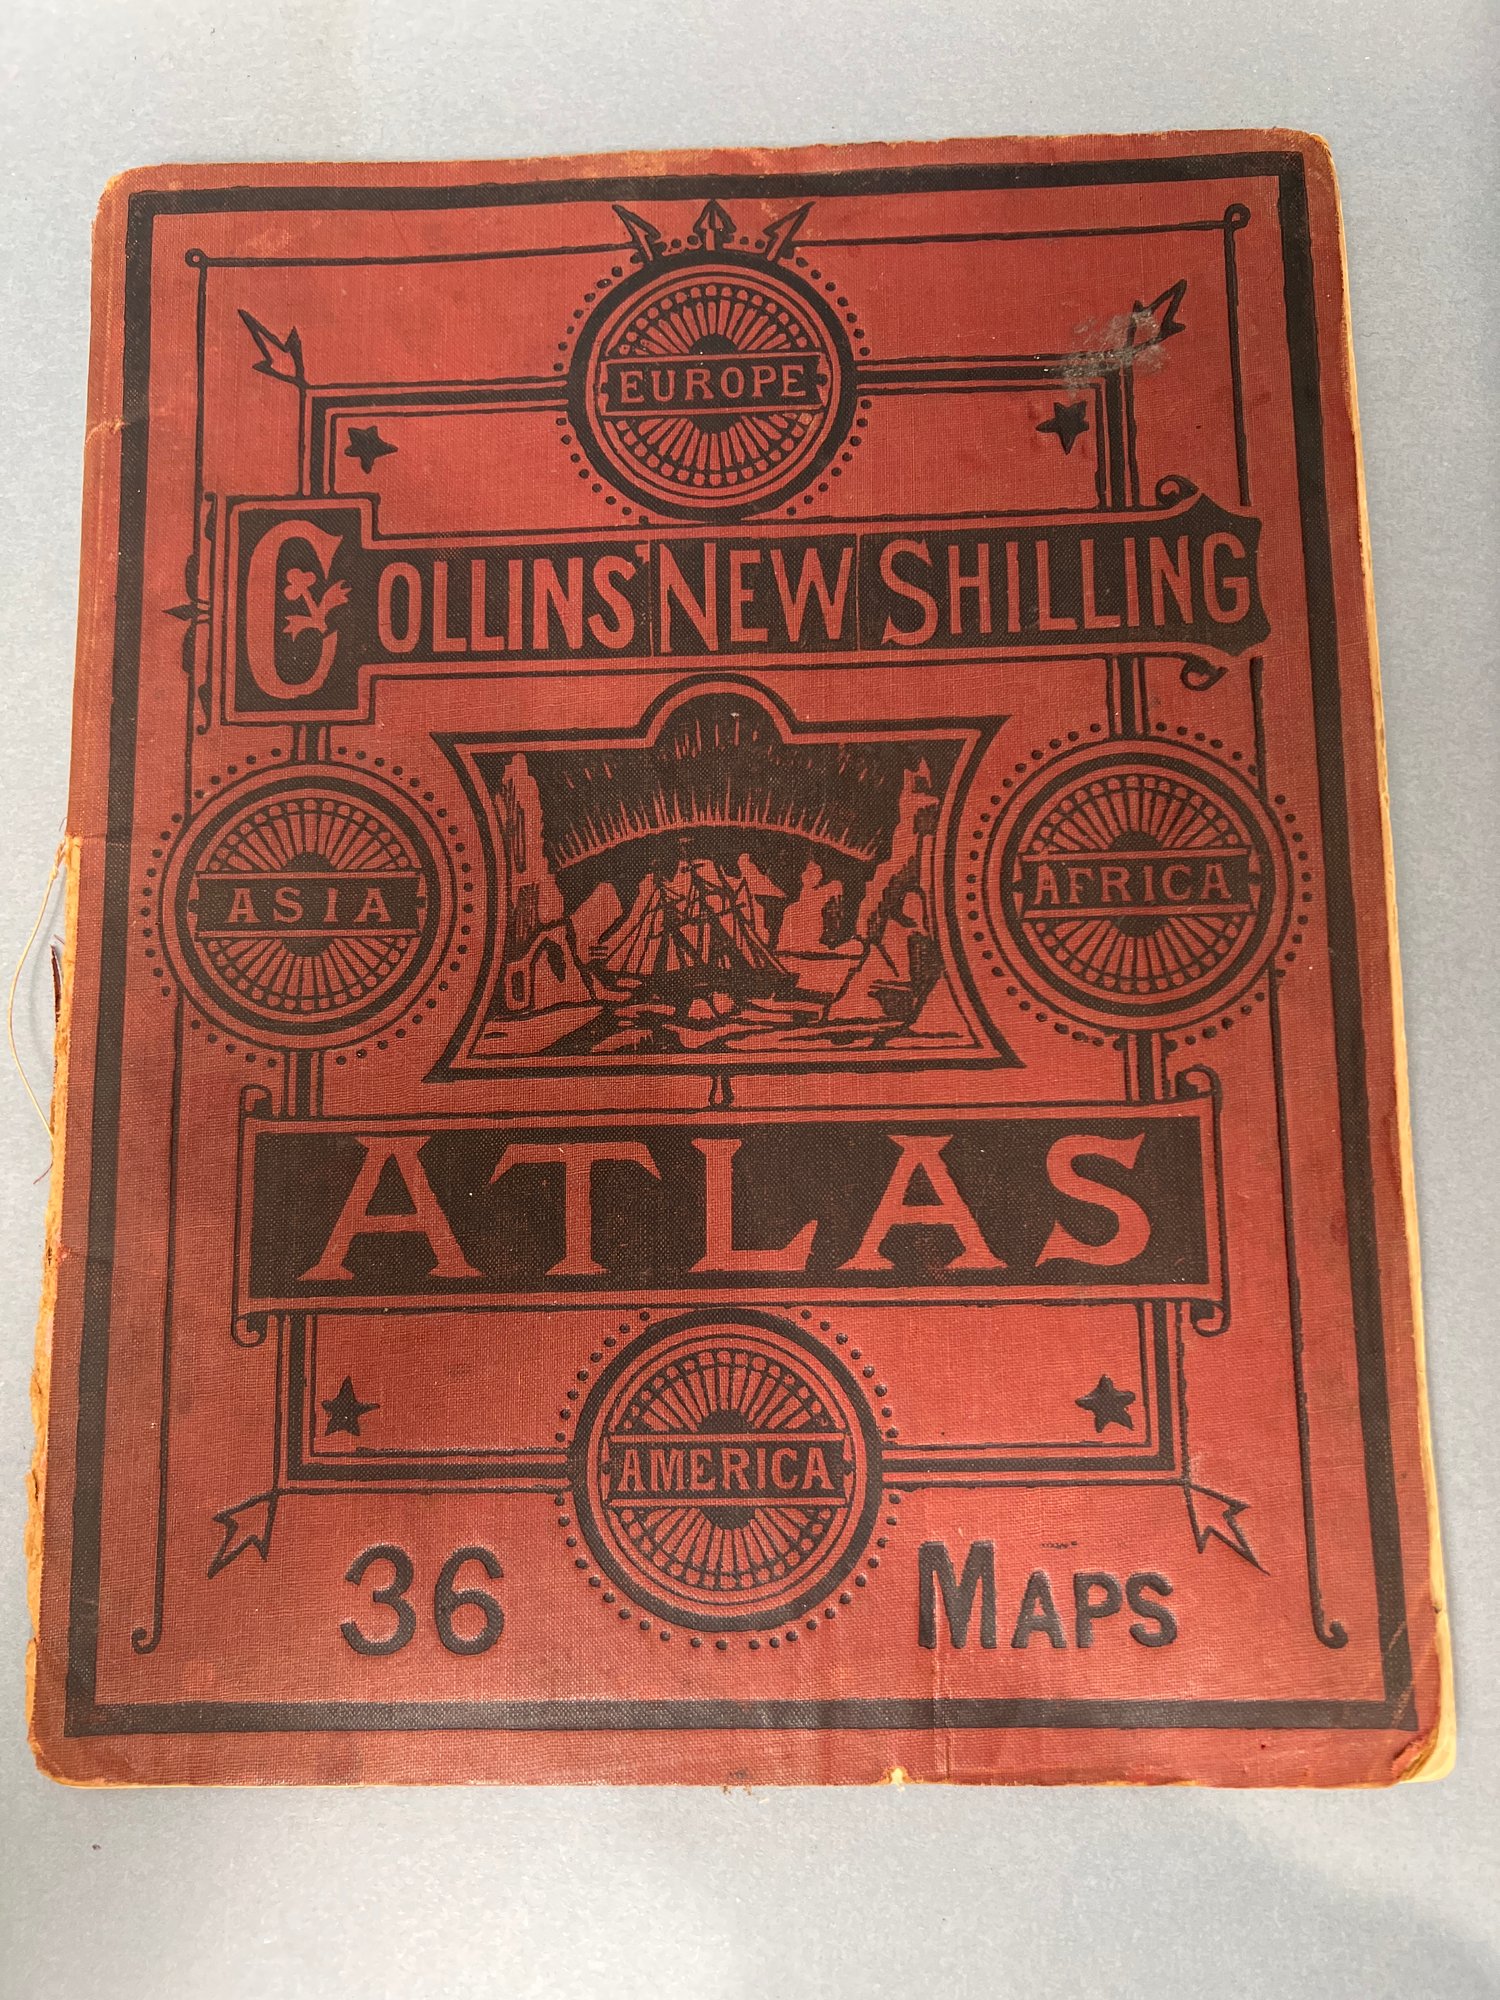 EUROPE
COLLINS' NEW SHILLING
ASIA
AFRICA
ATLAS
AMERICA
36 MAPS